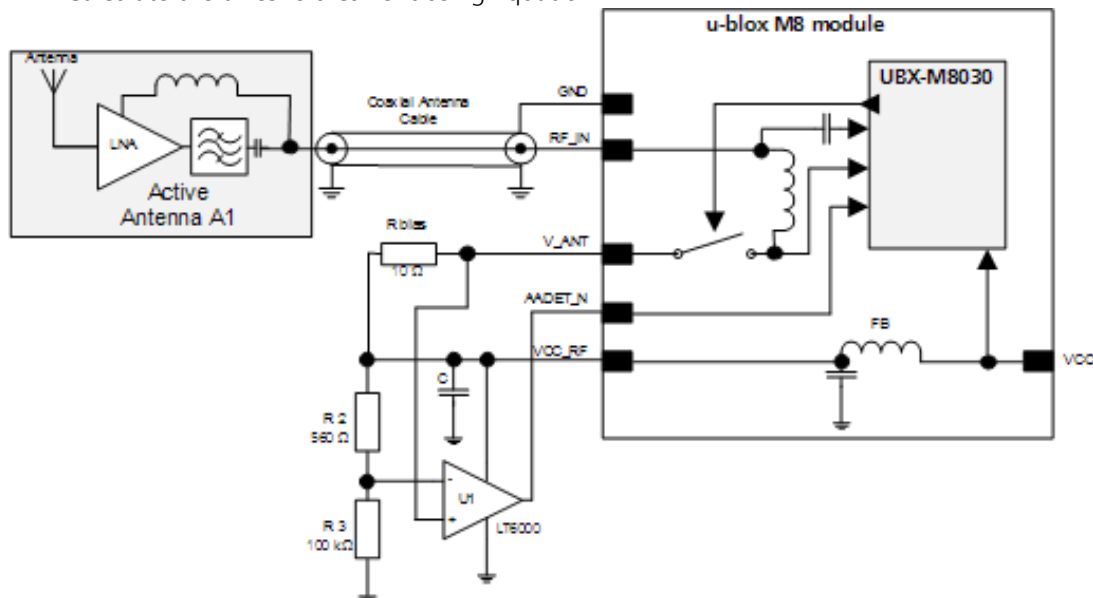 u-blox M8 module
UBX-M8030
Antenna
LNA
Active
Antenna A1
Coaxial Antenna
Cable
GND
RF_IN
R bias
10 Ω
V_ANT
AADET_N
VCC_RF
FB
VCC
C
R 2
560 Ω
R 3
100 kΩ
-
+
U1
LT6000